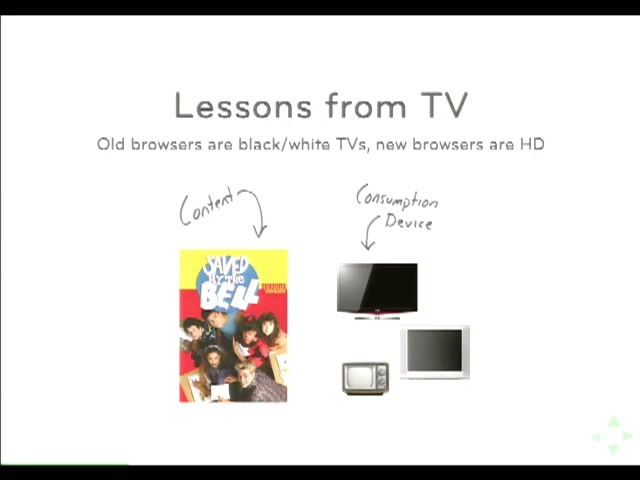 Lessons from TV
Old browsers are black/white TVs, new browsers are HD
Content
Consumption
Device
SAVED
BY THE
BELL